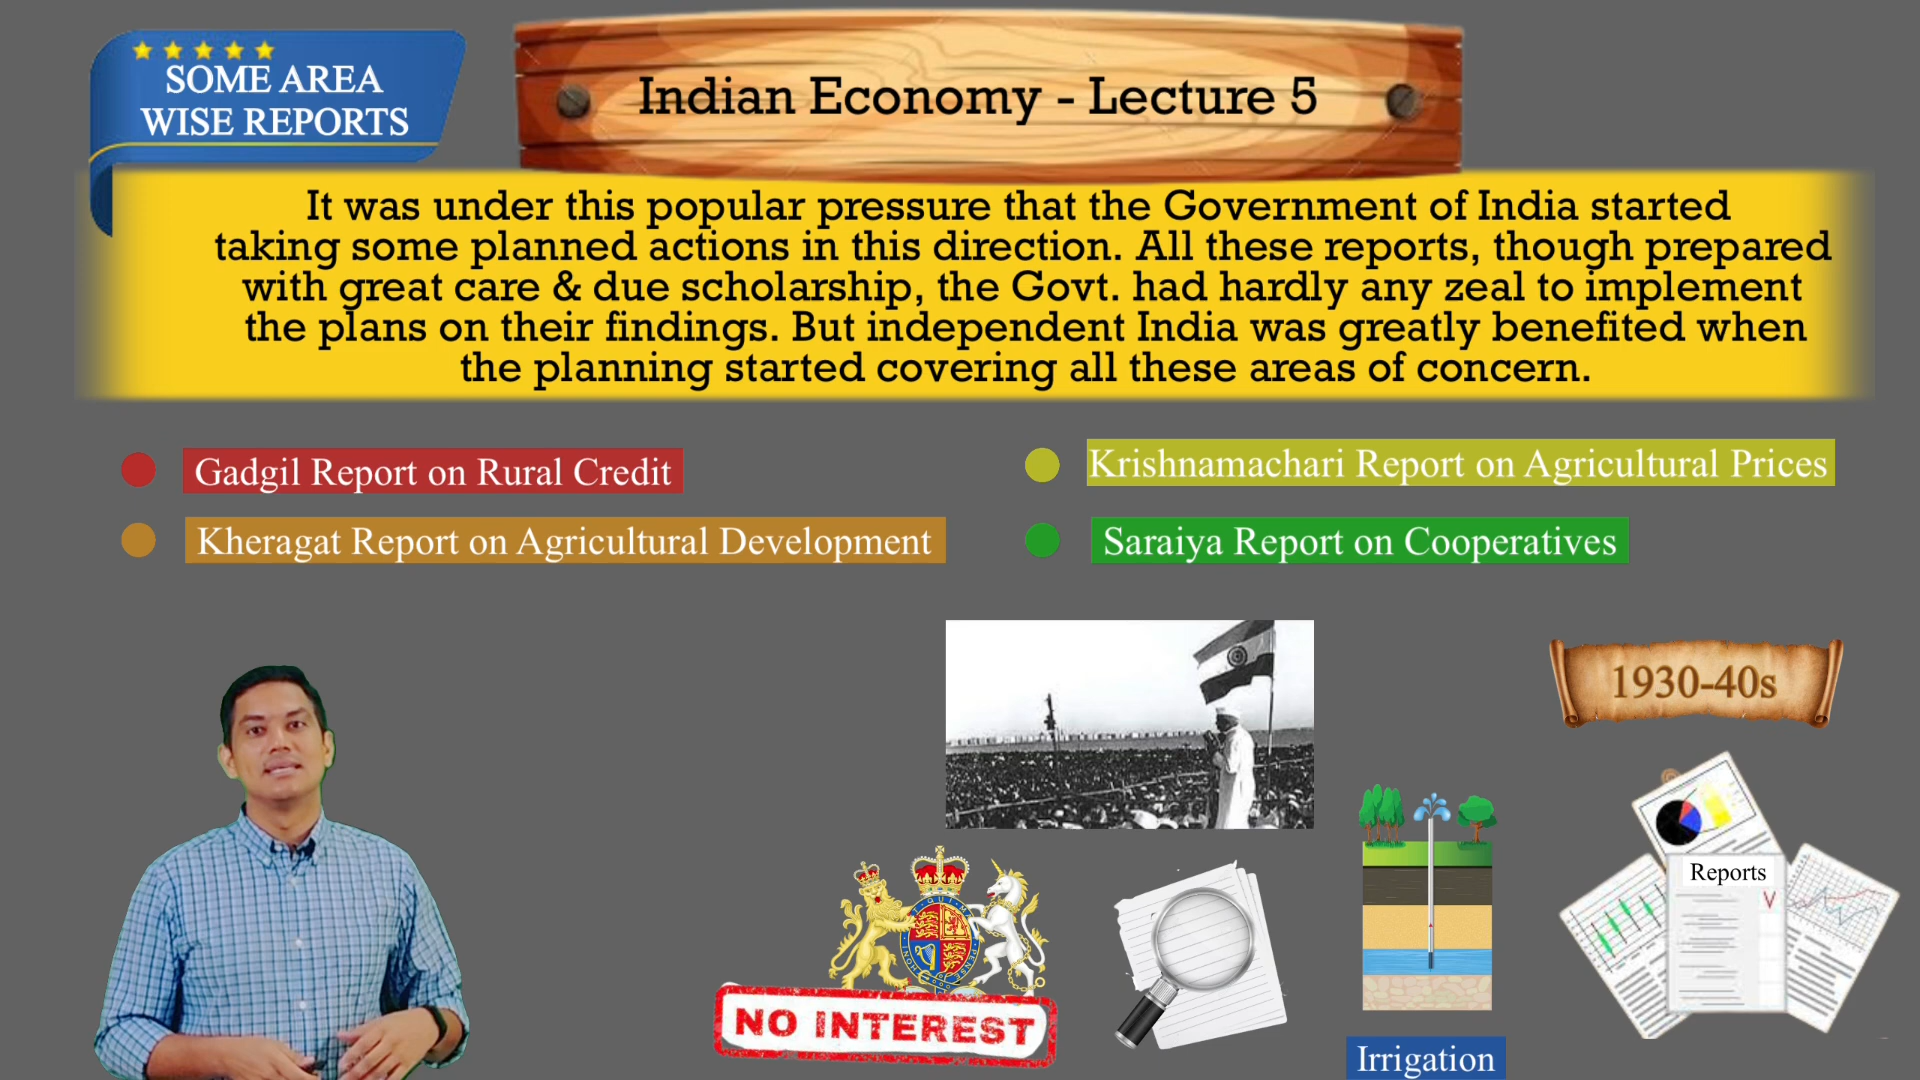 SOME AREA
WISE REPORTS
Indian Economy - Lecture 5
It was under this popular pressure that the Government of India started
taking some planned actions in this direction. All these reports, though prepared
with great care & due scholarship, the Govt. had hardly any zeal to implement
the plans on their findings. But independent India was greatly benefited when
the planning started covering all these areas of concern.
Gadgil Report on Rural Credit
Krishnamachari Report on Agricultural Prices
Kheragat Report on Agricultural Development
Saraiya Report on Cooperatives
1930-40s
Reports
NO INTEREST
Irrigation